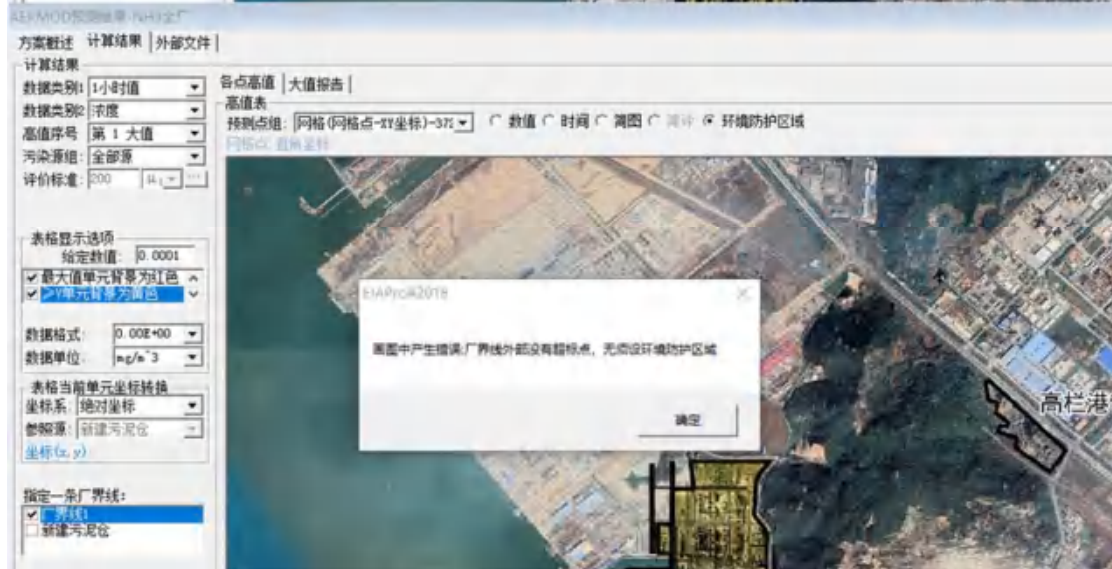 AERMOD预测结果-NH3全厂
方案概述 计算结果 外部文件
计算结果
数据类别1 1小时值
数据类别2 浓度
高值序号 第 1 大值
污染源组: 全部源
评价标准: 200
表格显示选项
给定数值: 0.0001
最大值单元背景为红色
>Y单元背景为黄色
数据格式: 0.00E+00
数据单位: mg/m^3
表格当前单元坐标转换
坐标系: 绝对坐标
参照源: 新建污泥仓
坐标(x,y)
指定一条厂界线:
厂界线1
新建污泥仓
各点高值 大值报告
高值表
预测点组: 网格(网格点-XY坐标)-37 数值 时间 简图 环境防护区域
网格点 直角坐标
EIAProA2018
画图中产生错误:厂界线外部没有超标点, 无须设环境防护区域
确定
高栏港